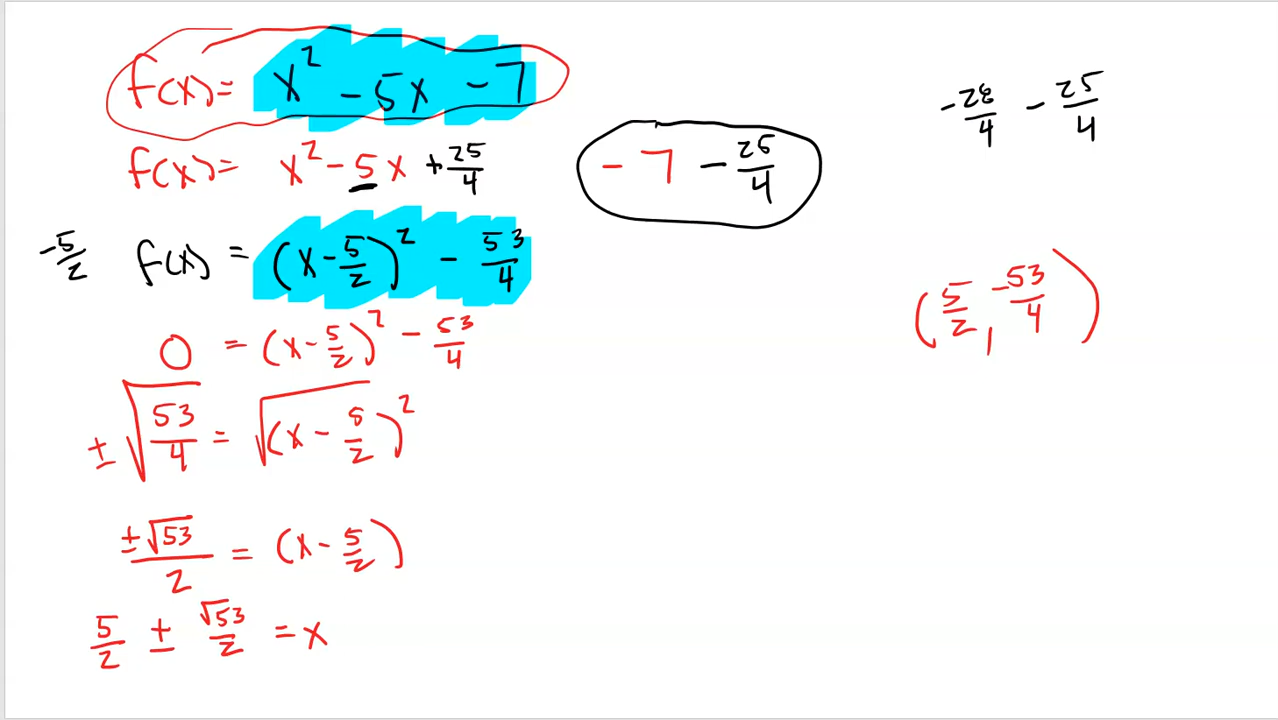 f(x) = x² - 5x - 7
-28/4 - 25/4
f(x) = x² - 5x + 25/4 - 7 - 25/4
-5/2 f(x) = (x - 5/2)² - 53/4
(5/2, -53/4)
0 = (x - 5/2)² - 53/4
± √53/4 = √(x - 5/2)²
±√53/2 = (x - 5/2)
5/2 ± √53/2 = x